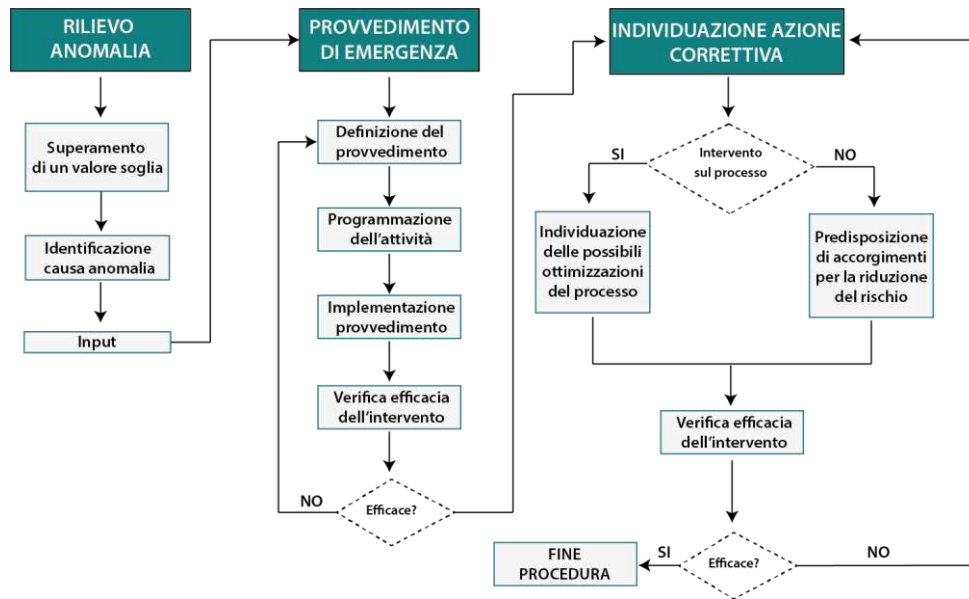 RILIEVO
ANOMALIA
Superamento
di un valore soglia
Identificazione
causa anomalia
Input
PROVVEDIMENTO
DI EMERGENZA
Definizione del
provvedimento
Programmazione
dell'attività
Implementazione
provvedimento
Verifica efficacia
dell'intervento
NO
Efficace?
INDIVIDUAZIONE AZIONE
CORRETTIVA
SI
Intervento
sul processo
NO
Individuazione
delle possibili
ottimizzazioni
del processo
Predisposizione
di accorgimenti
per la riduzione
del rischio
Verifica efficacia
dell'intervento
FINE
PROCEDURA
SI
Efficace?
NO